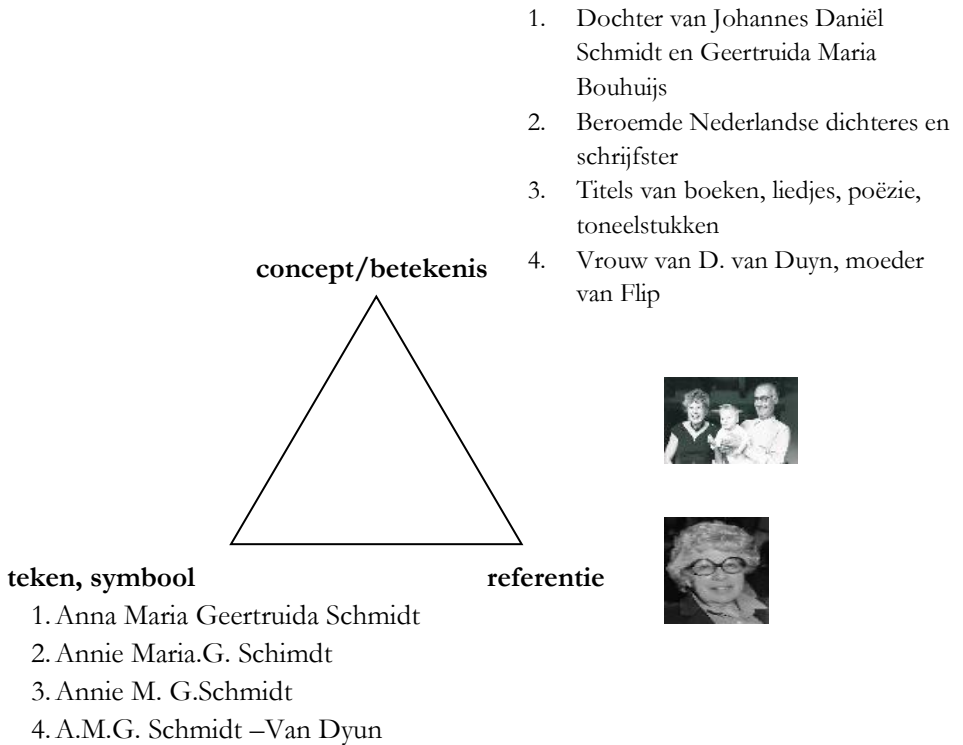 1. Dochter van Johannes Daniël
Schmidt en Geertruida Maria
Bouhuijs
2. Beroemde Nederlandse dichteres en
schrijfster
3. Titels van boeken, liedjes, poëzie,
toneelstukken
4. Vrouw van D. van Duyn, moeder
van Flip
concept/betekenis
teken, symbool
referentie
1. Anna Maria Geertruida Schmidt
2. Annie Maria.G. Schimdt
3. Annie M. G.Schmidt
4. A.M.G. Schmidt –Van Dyun